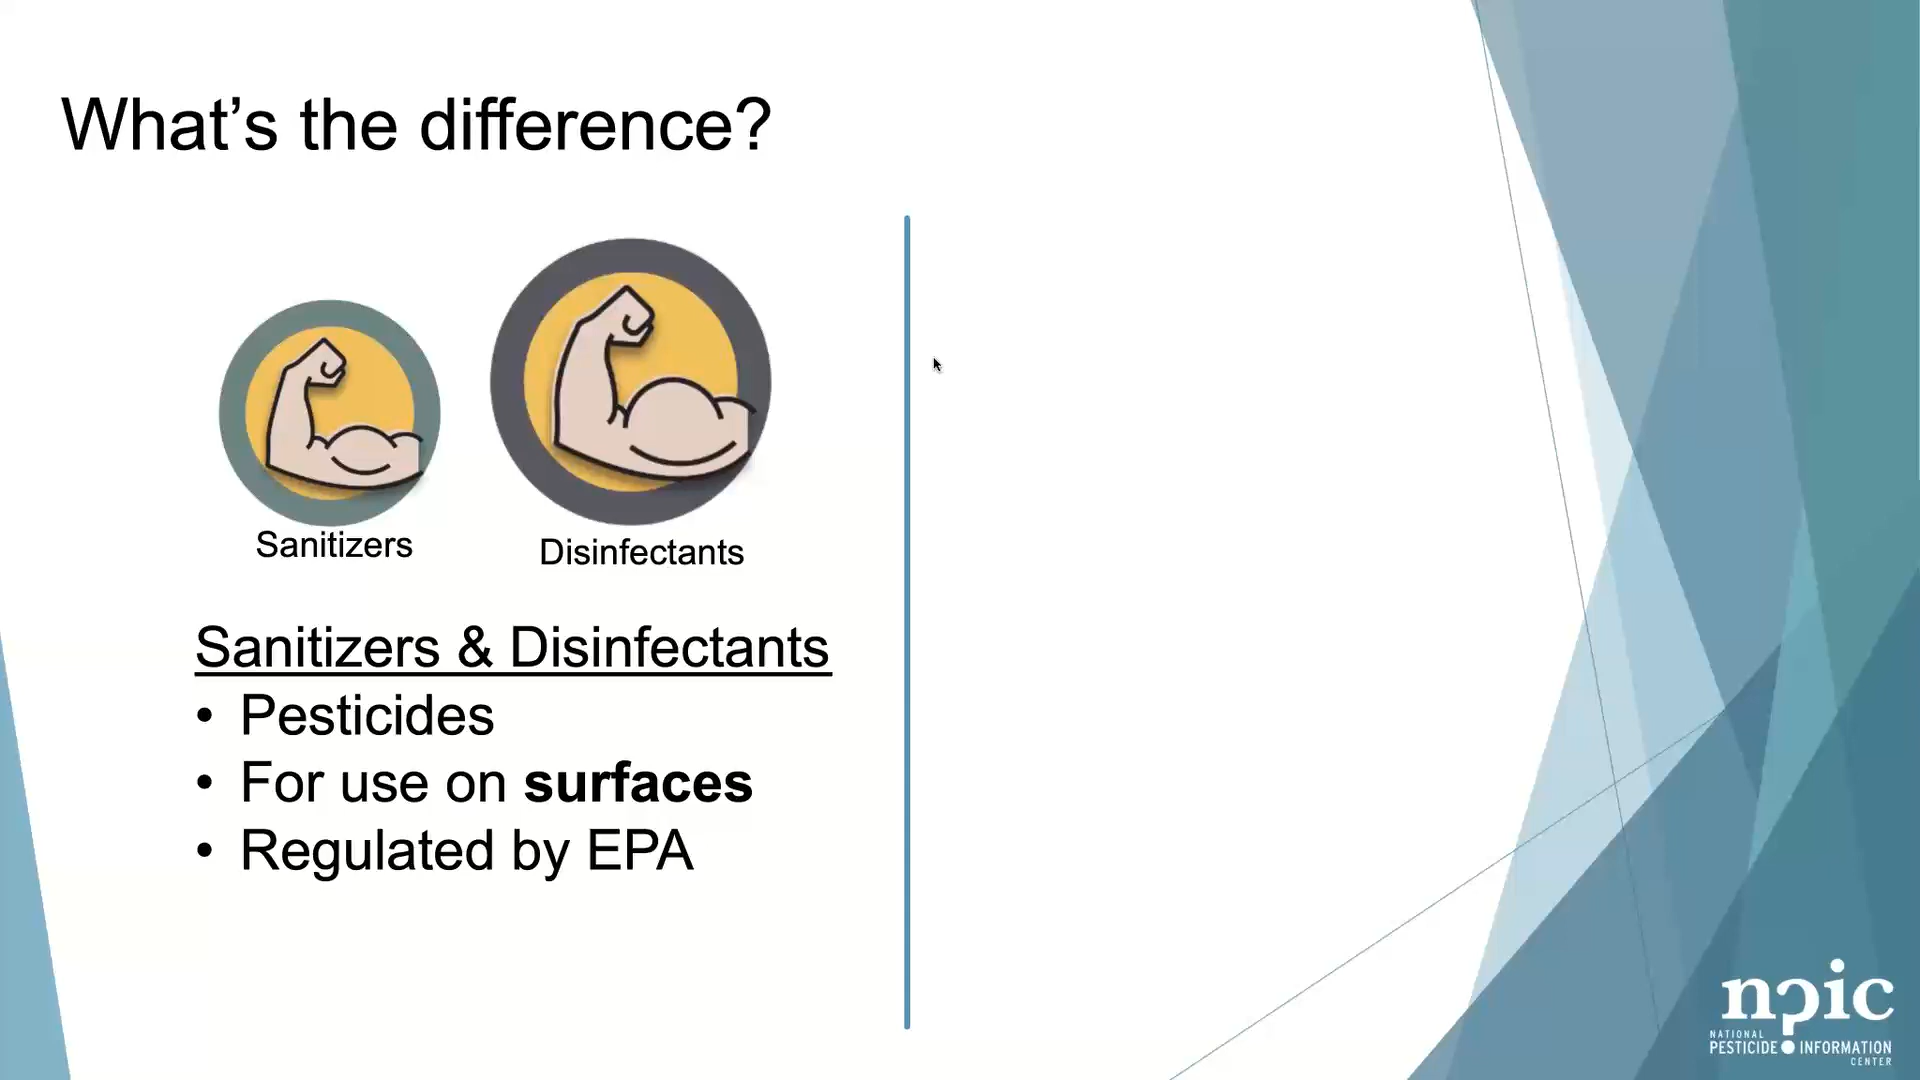 What’s the difference?
Sanitizers
Disinfectants
Sanitizers & Disinfectants
• Pesticides
• For use on surfaces
• Regulated by EPA
npic
NATIONAL
PESTICIDE INFORMATION
CENTER